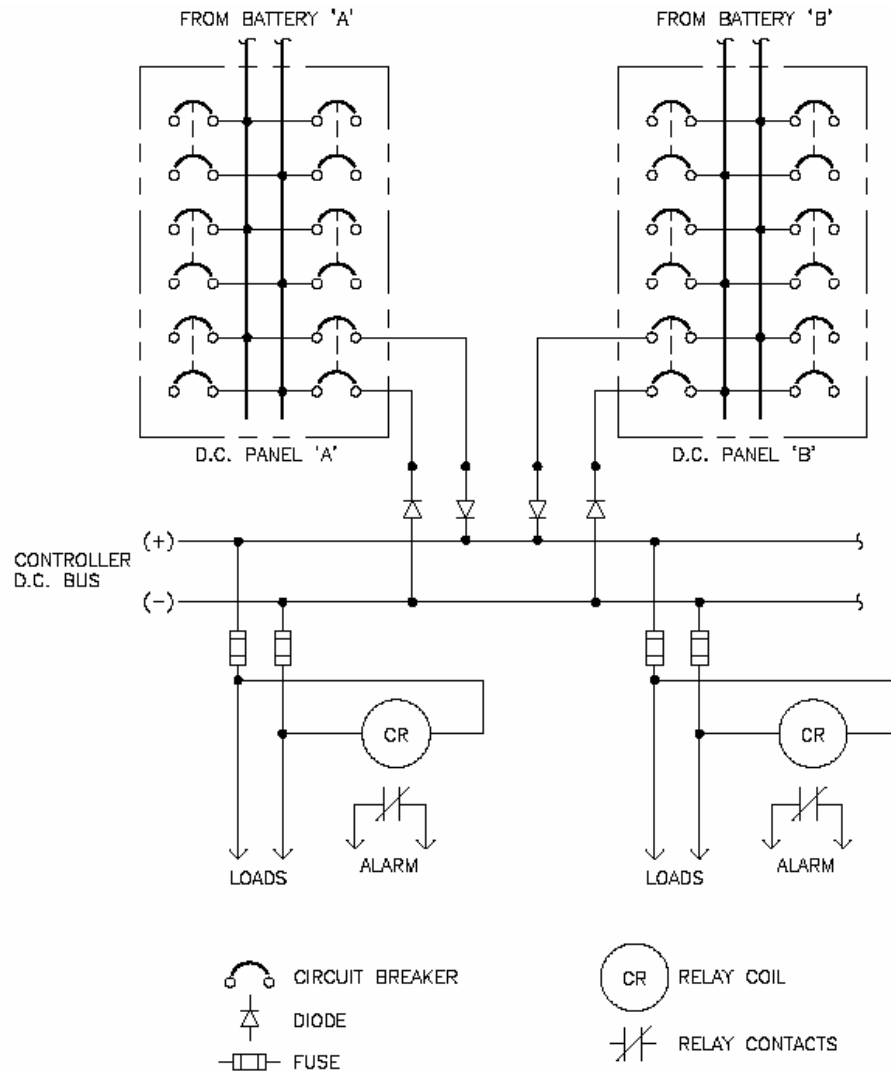 FROM BATTERY 'A'
FROM BATTERY 'B'
D.C. PANEL 'A'
D.C. PANEL 'B'
CONTROLLER
D.C. BUS
(+)
(-)
CR
CR
LOADS
ALARM
LOADS
ALARM
CIRCUIT BREAKER
DIODE
FUSE
CR
RELAY COIL
RELAY CONTACTS